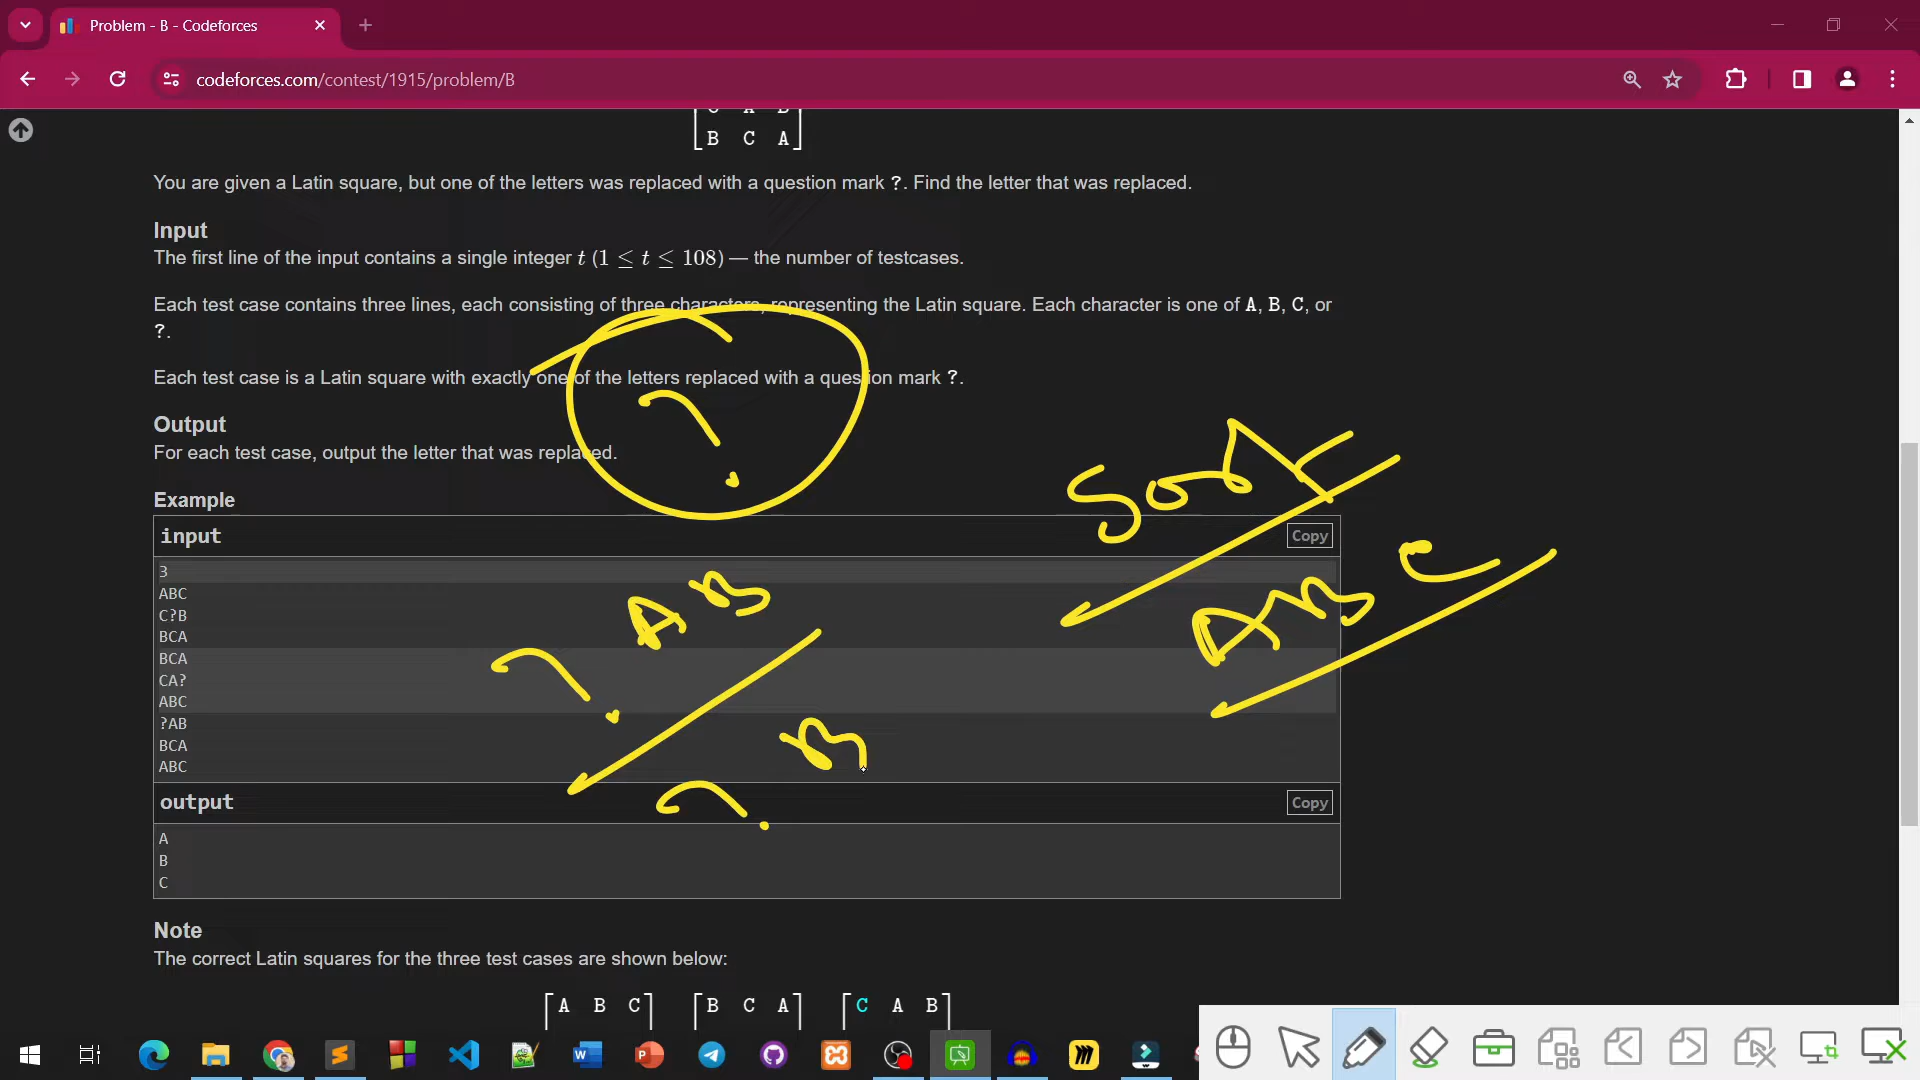 Problem - B - Codeforces
codeforces.com/contest/1915/problem/B
C A B
B C A
You are given a Latin square, but one of the letters was replaced with a question mark ?. Find the letter that was replaced.
Input
The first line of the input contains a single integer t (1 ≤ t ≤ 108) — the number of testcases.
Each test case contains three lines, each consisting of three characters, representing the Latin square. Each character is one of A, B, C, or
?.
Each test case is a Latin square with exactly one of the letters replaced with a question mark ?.
?
Output
For each test case, output the letter that was replaced.
Sort
Example
input
Copy
3
ABC
C?B
BCA
BCA
CA?
ABC
?AB
BCA
ABC
? A B
A B C
? B
output
Copy
A
B
C
Note
The correct Latin squares for the three test cases are shown below:
A B C B C A C A B